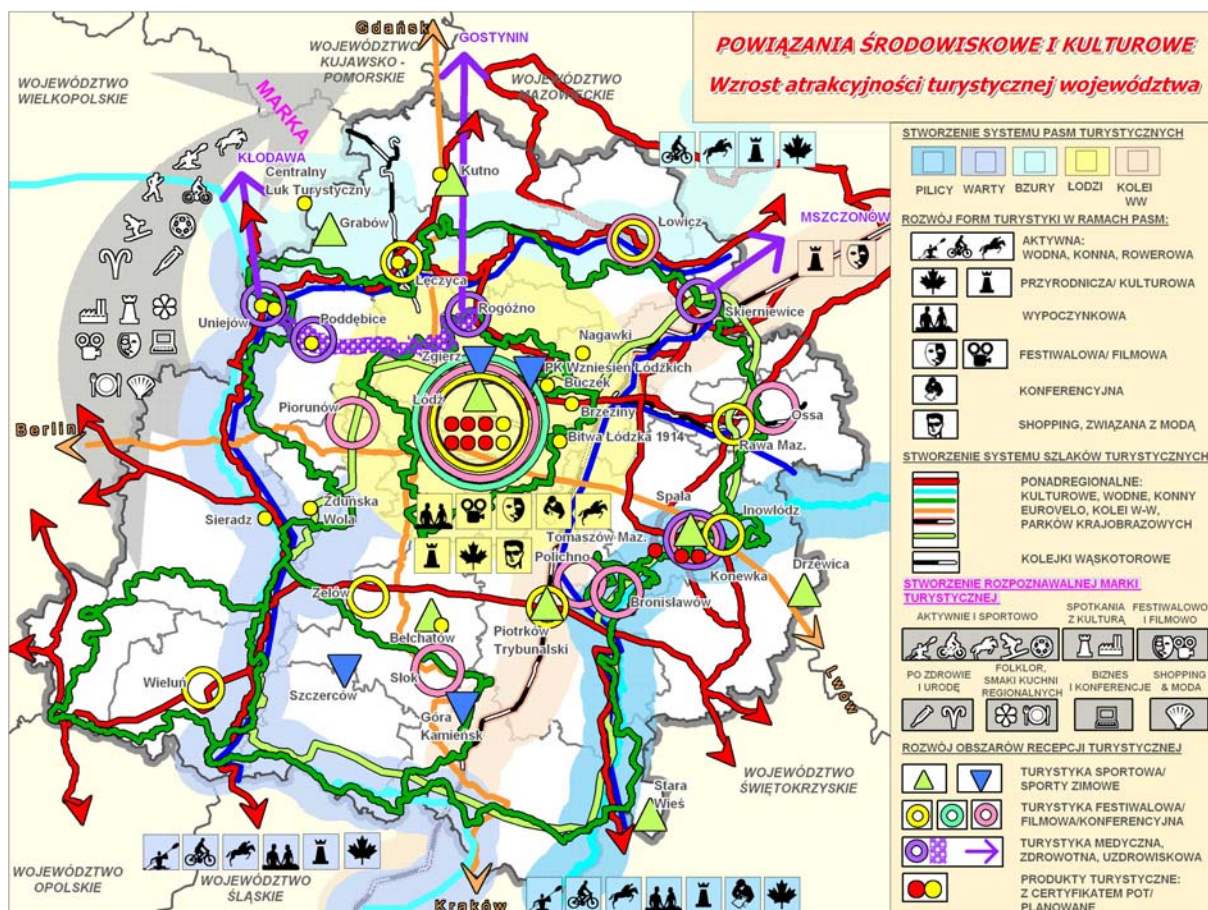 POWIĄZANIA ŚRODOWISKOWE I KULTUROWE
Wzrost atrakcyjności turystycznej województwa
Gdańsk
GOSTYNIN
WOJEWÓDZTWO
KUJAWSKO -
POMORSKIE
WOJEWÓDZTWO
WIELKOPOLSKIE
WOJEWÓDZTWO
MAZOWIECKIE
MARKA
KŁODAWA
Centralny
Łuk Turystyczny
Grabów
Kutno
Łowicz
MSZCZONÓW
Łęczyca
Uniejów
Poddębice
Rogóźno
Skierniewice
Zgierz
Nagawki
PK Wzniesień Łódzkich
Buczek
Łódź
Brzeziny
Piorunów
Ossa
Berlin
Rawa Maz.
Bitwa Łódzka 1914
Zduńska
Wola
Sieradz
Spała
Inowłódz
Tomaszów Maz.
Polichno
Konewka
Drzewica
Zelów
Bronisławów
Bełchatów
Piotrków
Trybunalski
Wieluń
Szczerców
Słok
Lwów
Góra
Kamieńsk
WOJEWÓDZTWO
ŚWIĘTOKRZYSKIE
Stara
Wieś
WOJEWÓDZTWO
OPOLSKIE
WOJEWÓDZTWO
ŚLĄSKIE
Kraków
STWORZENIE SYSTEMU PASM TURYSTYCZNYCH
PILICY
WARTY
BZURY
ŁODZI
KOLEI
WW
ROZWÓJ FORM TURYSTYKI W RAMACH PASM:
AKTYWNA:
WODNA, KONNA, ROWEROWA
PRZYRODNICZA/ KULTUROWA
WYPOCZYNKOWA
FESTIWALOWA/ FILMOWA
KONFERENCYJNA
SHOPPING, ZWIĄZANA Z MODĄ
STWORZENIE SYSTEMU SZLAKÓW TURYSTYCZNYCH
PONADREGIONALNE:
KULTUROWE, WODNE, KONNY
EUROVELO, KOLEI W-W,
PARKÓW KRAJOBRAZOWYCH
KOLEJKI WĄSKOTOROWE
STWORZENIE ROZPOZNAWALNEJ MARKI
TURYSTYCZNEJ
AKTYWNIE I SPORTOWO
SPOTKANIA
Z KULTURĄ
FESTIWALOWO
I FILMOWO
PO ZDROWIE
I URODĘ
FOLKLOR,
SMAKI KUCHNI
REGIONALNYCH
BIZNES
I KONFERENCJE
SHOPPING
& MODA
ROZWÓJ OBSZARÓW RECEPCJI TURYSTYCZNEJ
TURYSTYKA SPORTOWA/
SPORTY ZIMOWE
TURYSTYKA FESTIWALOWA/
FILMOWA/KONFERENCYJNA
TURYSTYKA MEDYCZNA,
ZDROWOTNA, UZDROWISKOWA
PRODUKTY TURYSTYCZNE:
Z CERTYFIKATEM POT/
PLANOWANE